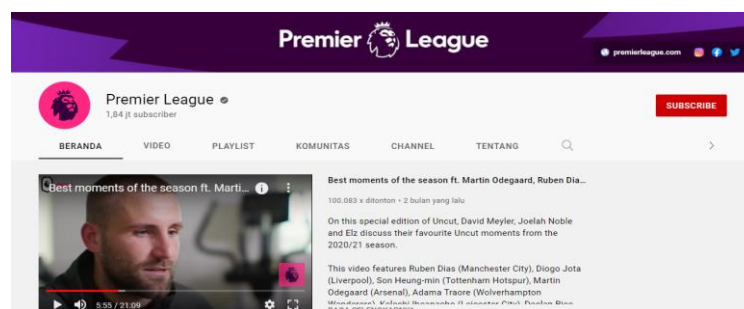 Premier League
premierleague.com
Premier League
1,84 jt subscriber
SUBSCRIBE
BERANDA VIDEO PLAYLIST KOMUNITAS CHANNEL TENTANG
Best moments of the season ft. Marti...
5:55 / 21:09
Best moments of the season ft. Martin Odegaard, Ruben Dia...
100.083 x ditonton • 2 bulan yang lalu
On this special edition of Uncut, David Meyler, Joelah Noble
and Elz discuss their favourite Uncut moments from the
2020/21 season.
This video features Ruben Dias (Manchester City), Diogo Jota
(Liverpool), Son Heung-min (Tottenham Hotspur), Martin
Odegaard (Arsenal), Adama Traore (Wolverhampton